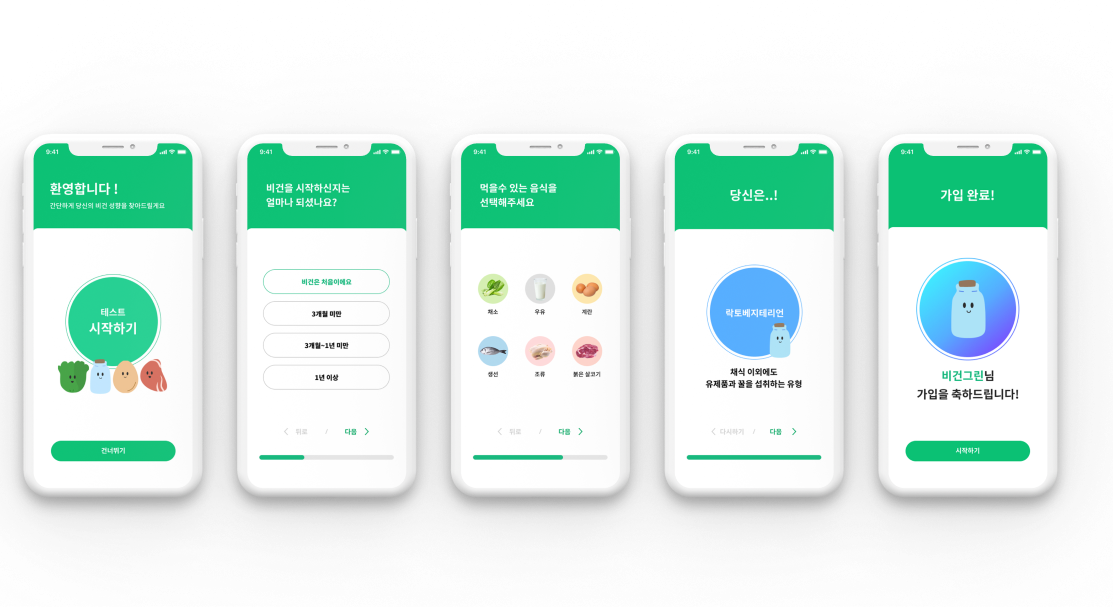 9:41
환영합니다 !
간단하게 당신의 비건 성향을 찾아드릴게요
테스트
시작하기
건너뛰기
9:41
비건을 시작하신지는
얼마나 되셨나요?
비건은 처음이에요
3개월 미만
3개월~1년 미만
1년 이상
뒤로 / 다음
9:41
먹을수 있는 음식을
선택해주세요
채소 우유 계란
생선 조류 붉은 살코기
뒤로 / 다음
9:41
당신은..!
락토베지테리언
채식 이외에도
유제품과 꿀을 섭취하는 유형
다시하기 / 다음
9:41
가입 완료!
비건그린님
가입을 축하드립니다!
시작하기